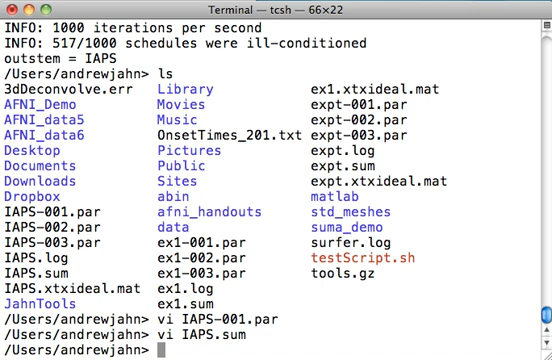 Terminal — tcsh — 66×22
INFO: 1000 iterations per second
INFO: 517/1000 schedules were ill-conditioned
outstem = IAPS
/Users/andrewjahn> ls
3dDeconvolve.err Library ex1.xtxideal.mat
AFNI_Demo Movies expt-001.par
AFNI_data5 Music expt-002.par
AFNI_data6 OnsetTimes_201.txt expt-003.par
Desktop Pictures expt.log
Documents Public expt.sum
Downloads Sites expt.xtxideal.mat
Dropbox abin matlab
IAPS-001.par afni_handouts std_meshes
IAPS-002.par data suma_demo
IAPS-003.par ex1-001.par surfer.log
IAPS.log ex1-002.par testScript.sh
IAPS.sum ex1-003.par tools.gz
IAPS.xtxideal.mat ex1.log
JahnTools ex1.sum
/Users/andrewjahn> vi IAPS-001.par
/Users/andrewjahn> vi IAPS.sum
/Users/andrewjahn>